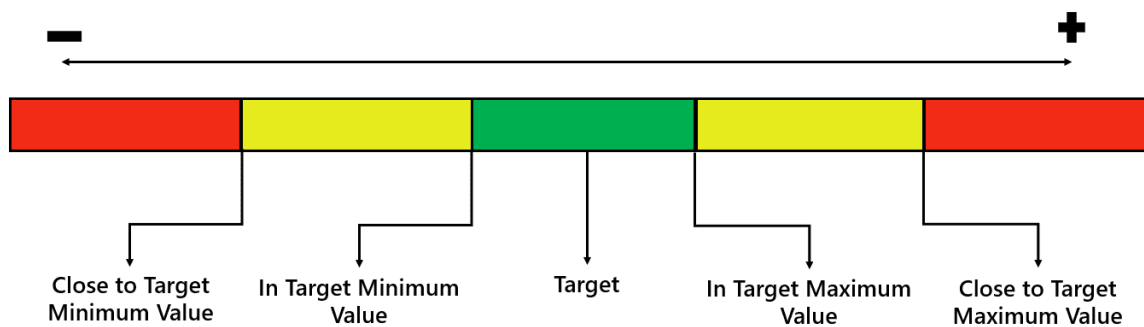 Close to Target
Minimum Value
In Target Minimum
Value
Target
In Target Maximum
Value
Close to Target
Maximum Value